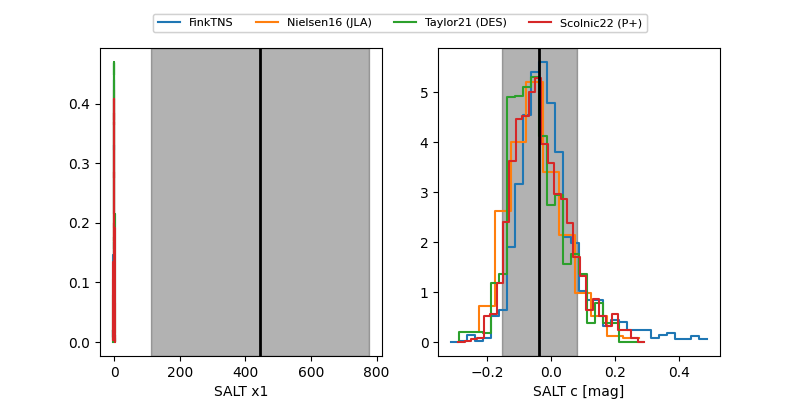 FinkTNS Nielsen16 (JLA) Taylor21 (DES) Scolnic22 (P+)
0.4
0.3
0.2
0.1
0.0
0 200 400 600 800
SALT x1
5
4
3
2
1
0
−0.2 0.0 0.2 0.4
SALT c [mag]